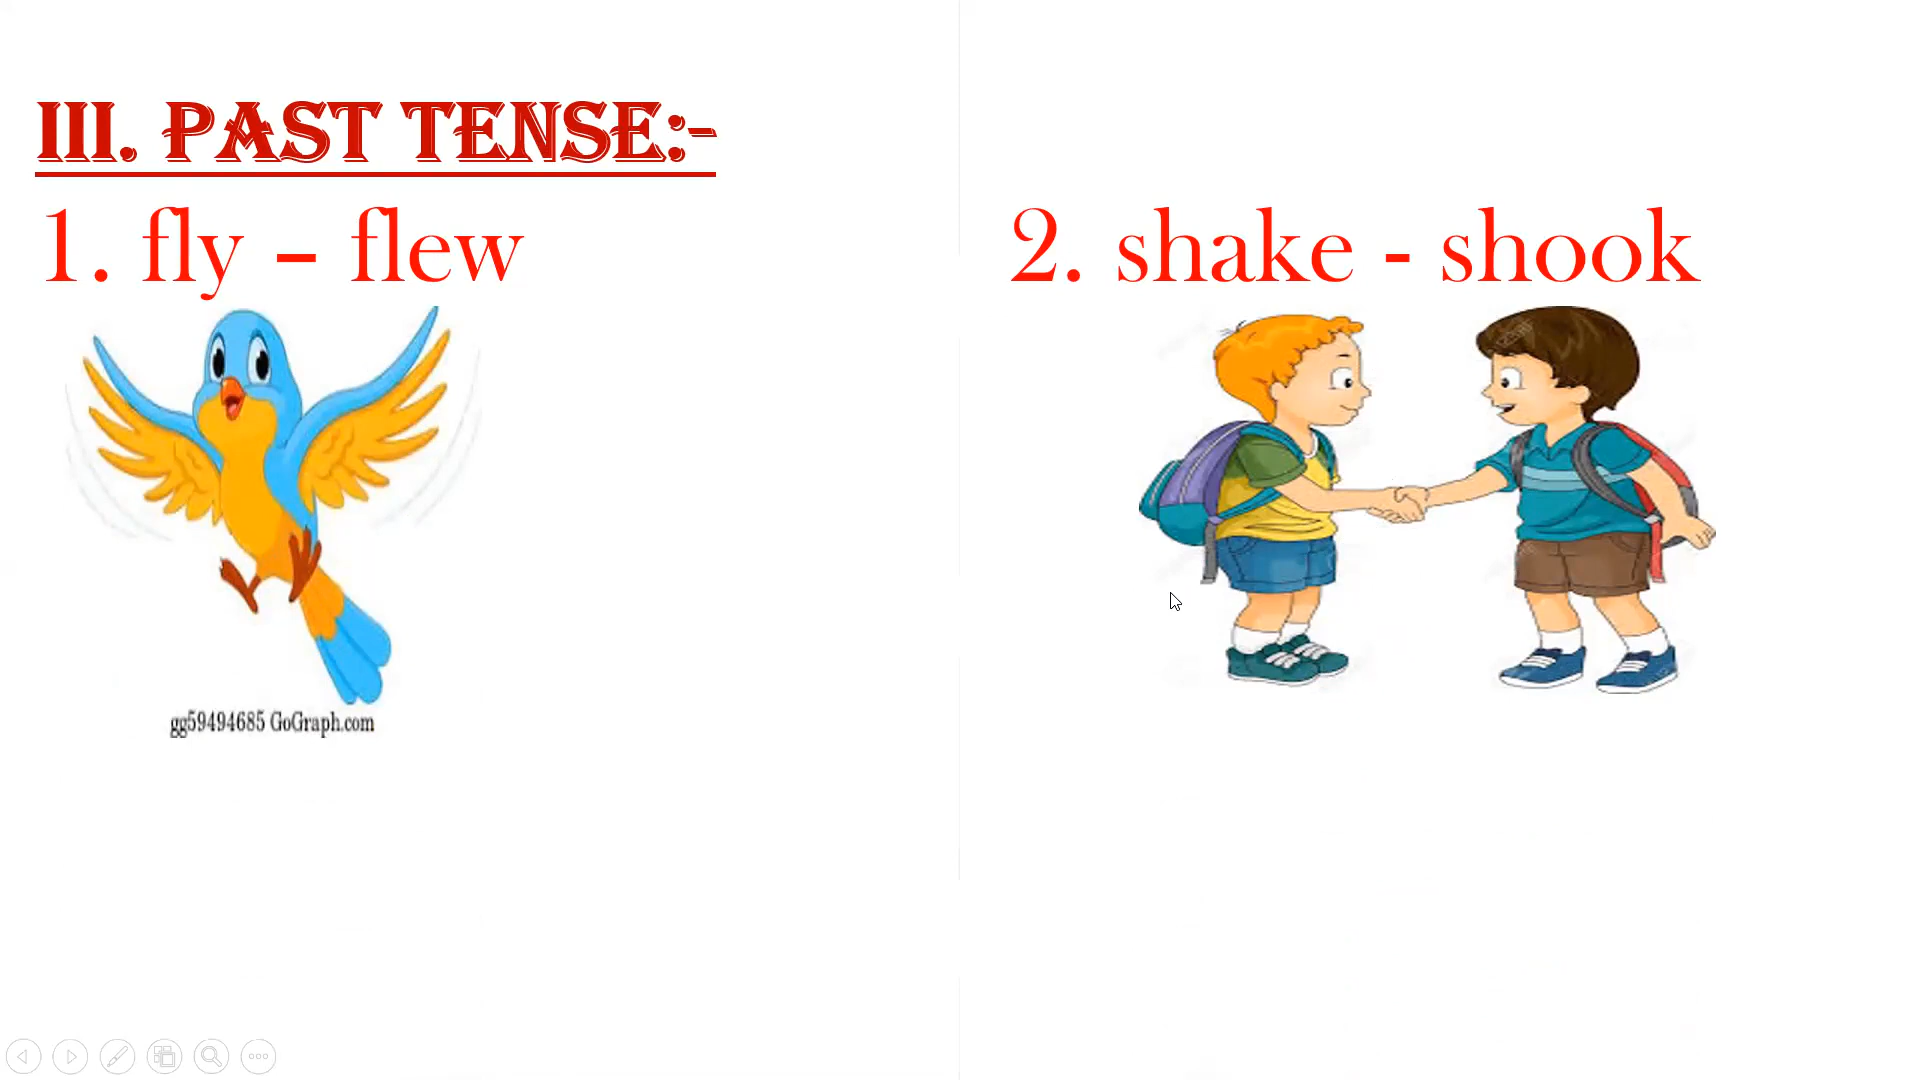 III. PAST TENSE:-
1. fly – flew
gg59494685 GoGraph.com
2. shake - shook